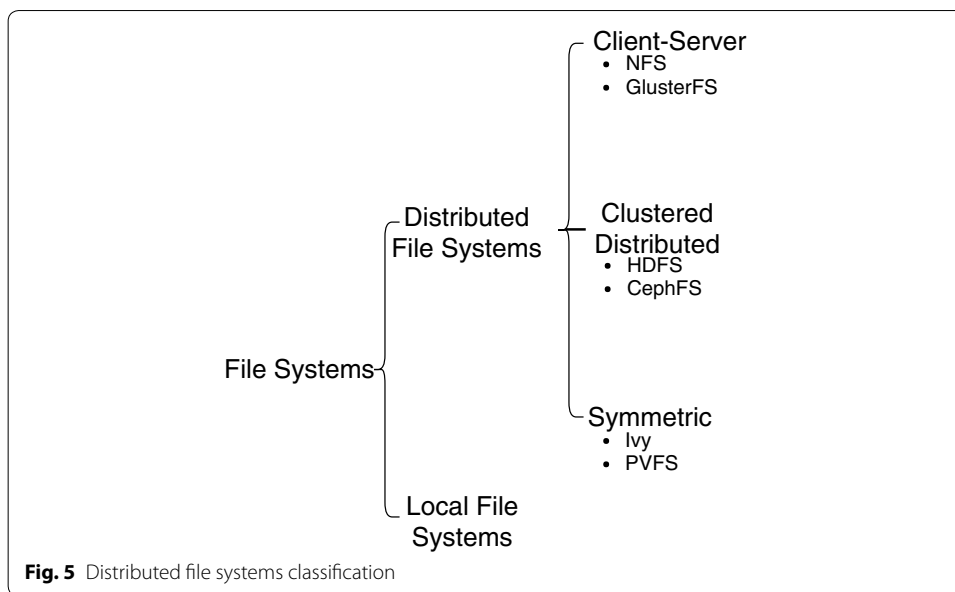 Client-Server
• NFS
• GlusterFS
Distributed
File Systems
Clustered
Distributed
• HDFS
• CephFS
File Systems
Symmetric
• Ivy
• PVFS
Local File
Systems
Fig. 5 Distributed file systems classification